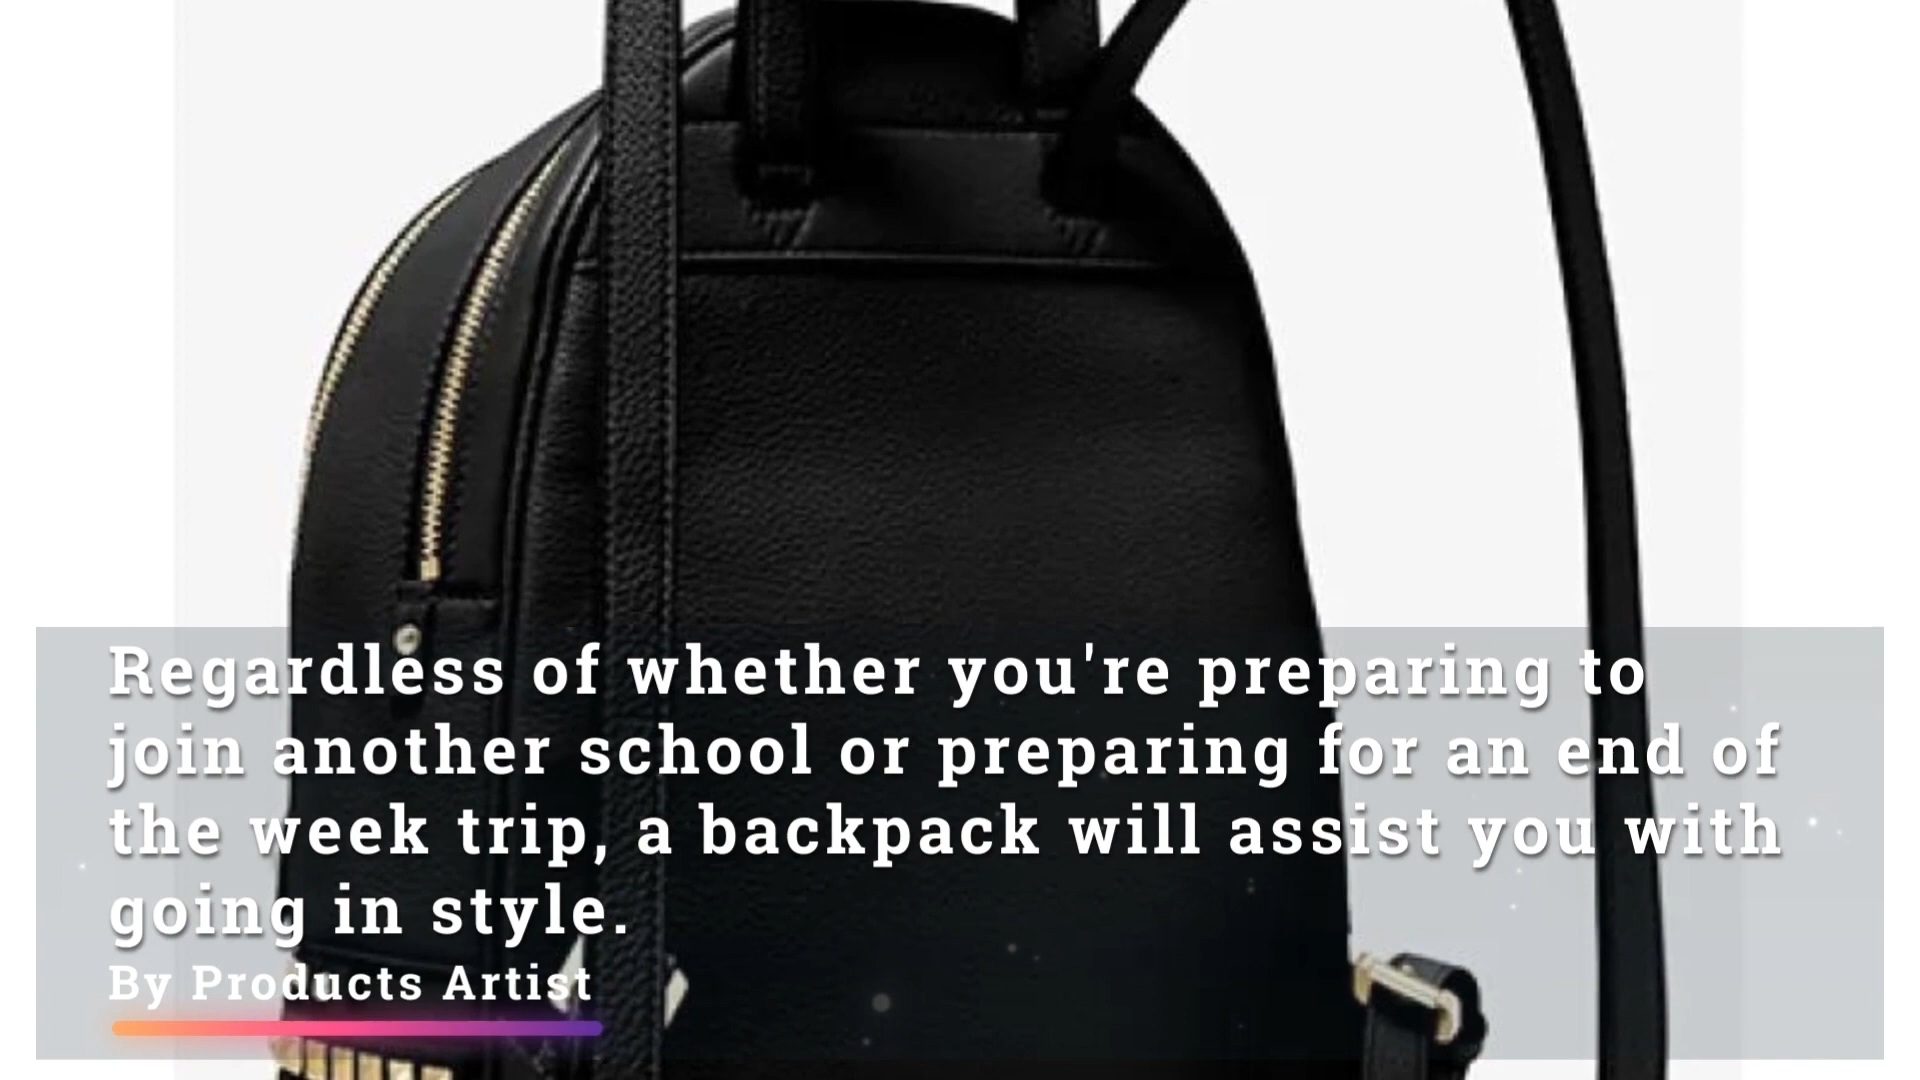 Regardless of whether you're preparing to
join another school or preparing for an end of
the week trip, a backpack will assist you with
going in style.
By Products Artist